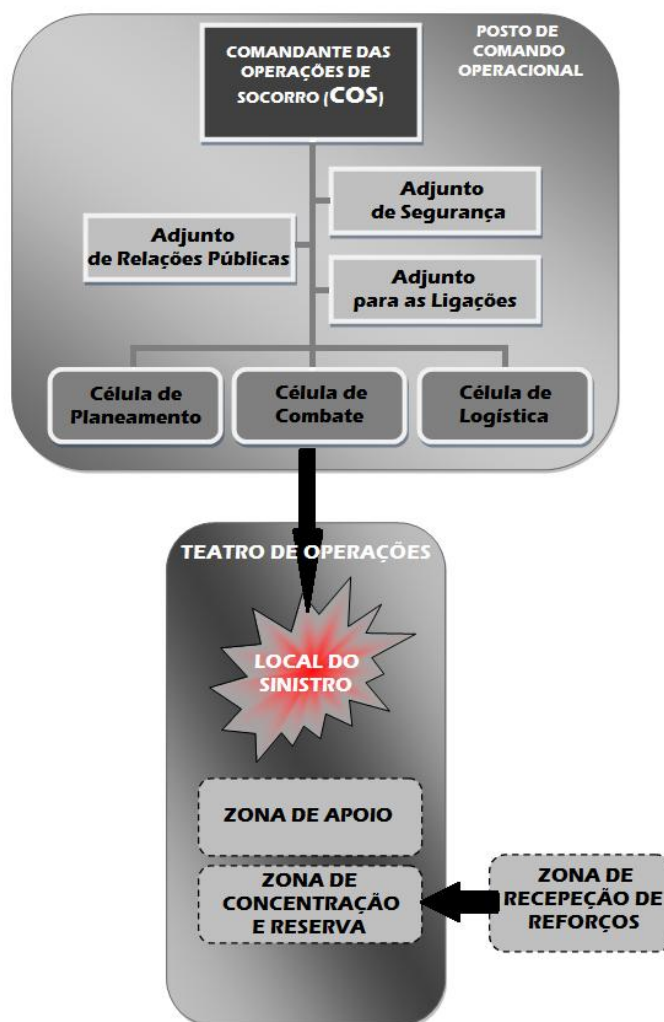 POSTO DE
COMANDO
OPERACIONAL
COMANDANTE DAS
OPERAÇÕES DE
SOCORRO (COS)
Adjunto
de Segurança
Adjunto
de Relações Públicas
Adjunto
para as Ligações
Célula de
Planeamento
Célula de
Combate
Célula de
Logística
TEATRO DE OPERAÇÕES
LOCAL DO
SINISTRO
ZONA DE APOIO
ZONA DE
CONCENTRAÇÃO
E RESERVA
ZONA DE
RECEPEÇÃO DE
REFORÇOS